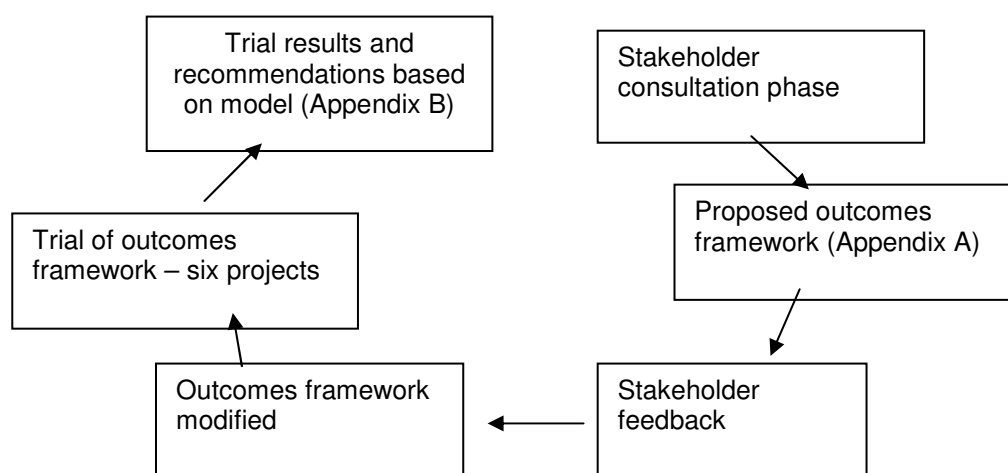 Trial results and
recommendations based
on model (Appendix B)
Stakeholder
consultation phase
Proposed outcomes
framework (Appendix A)
Trial of outcomes
framework – six projects
Outcomes framework
modified
Stakeholder
feedback